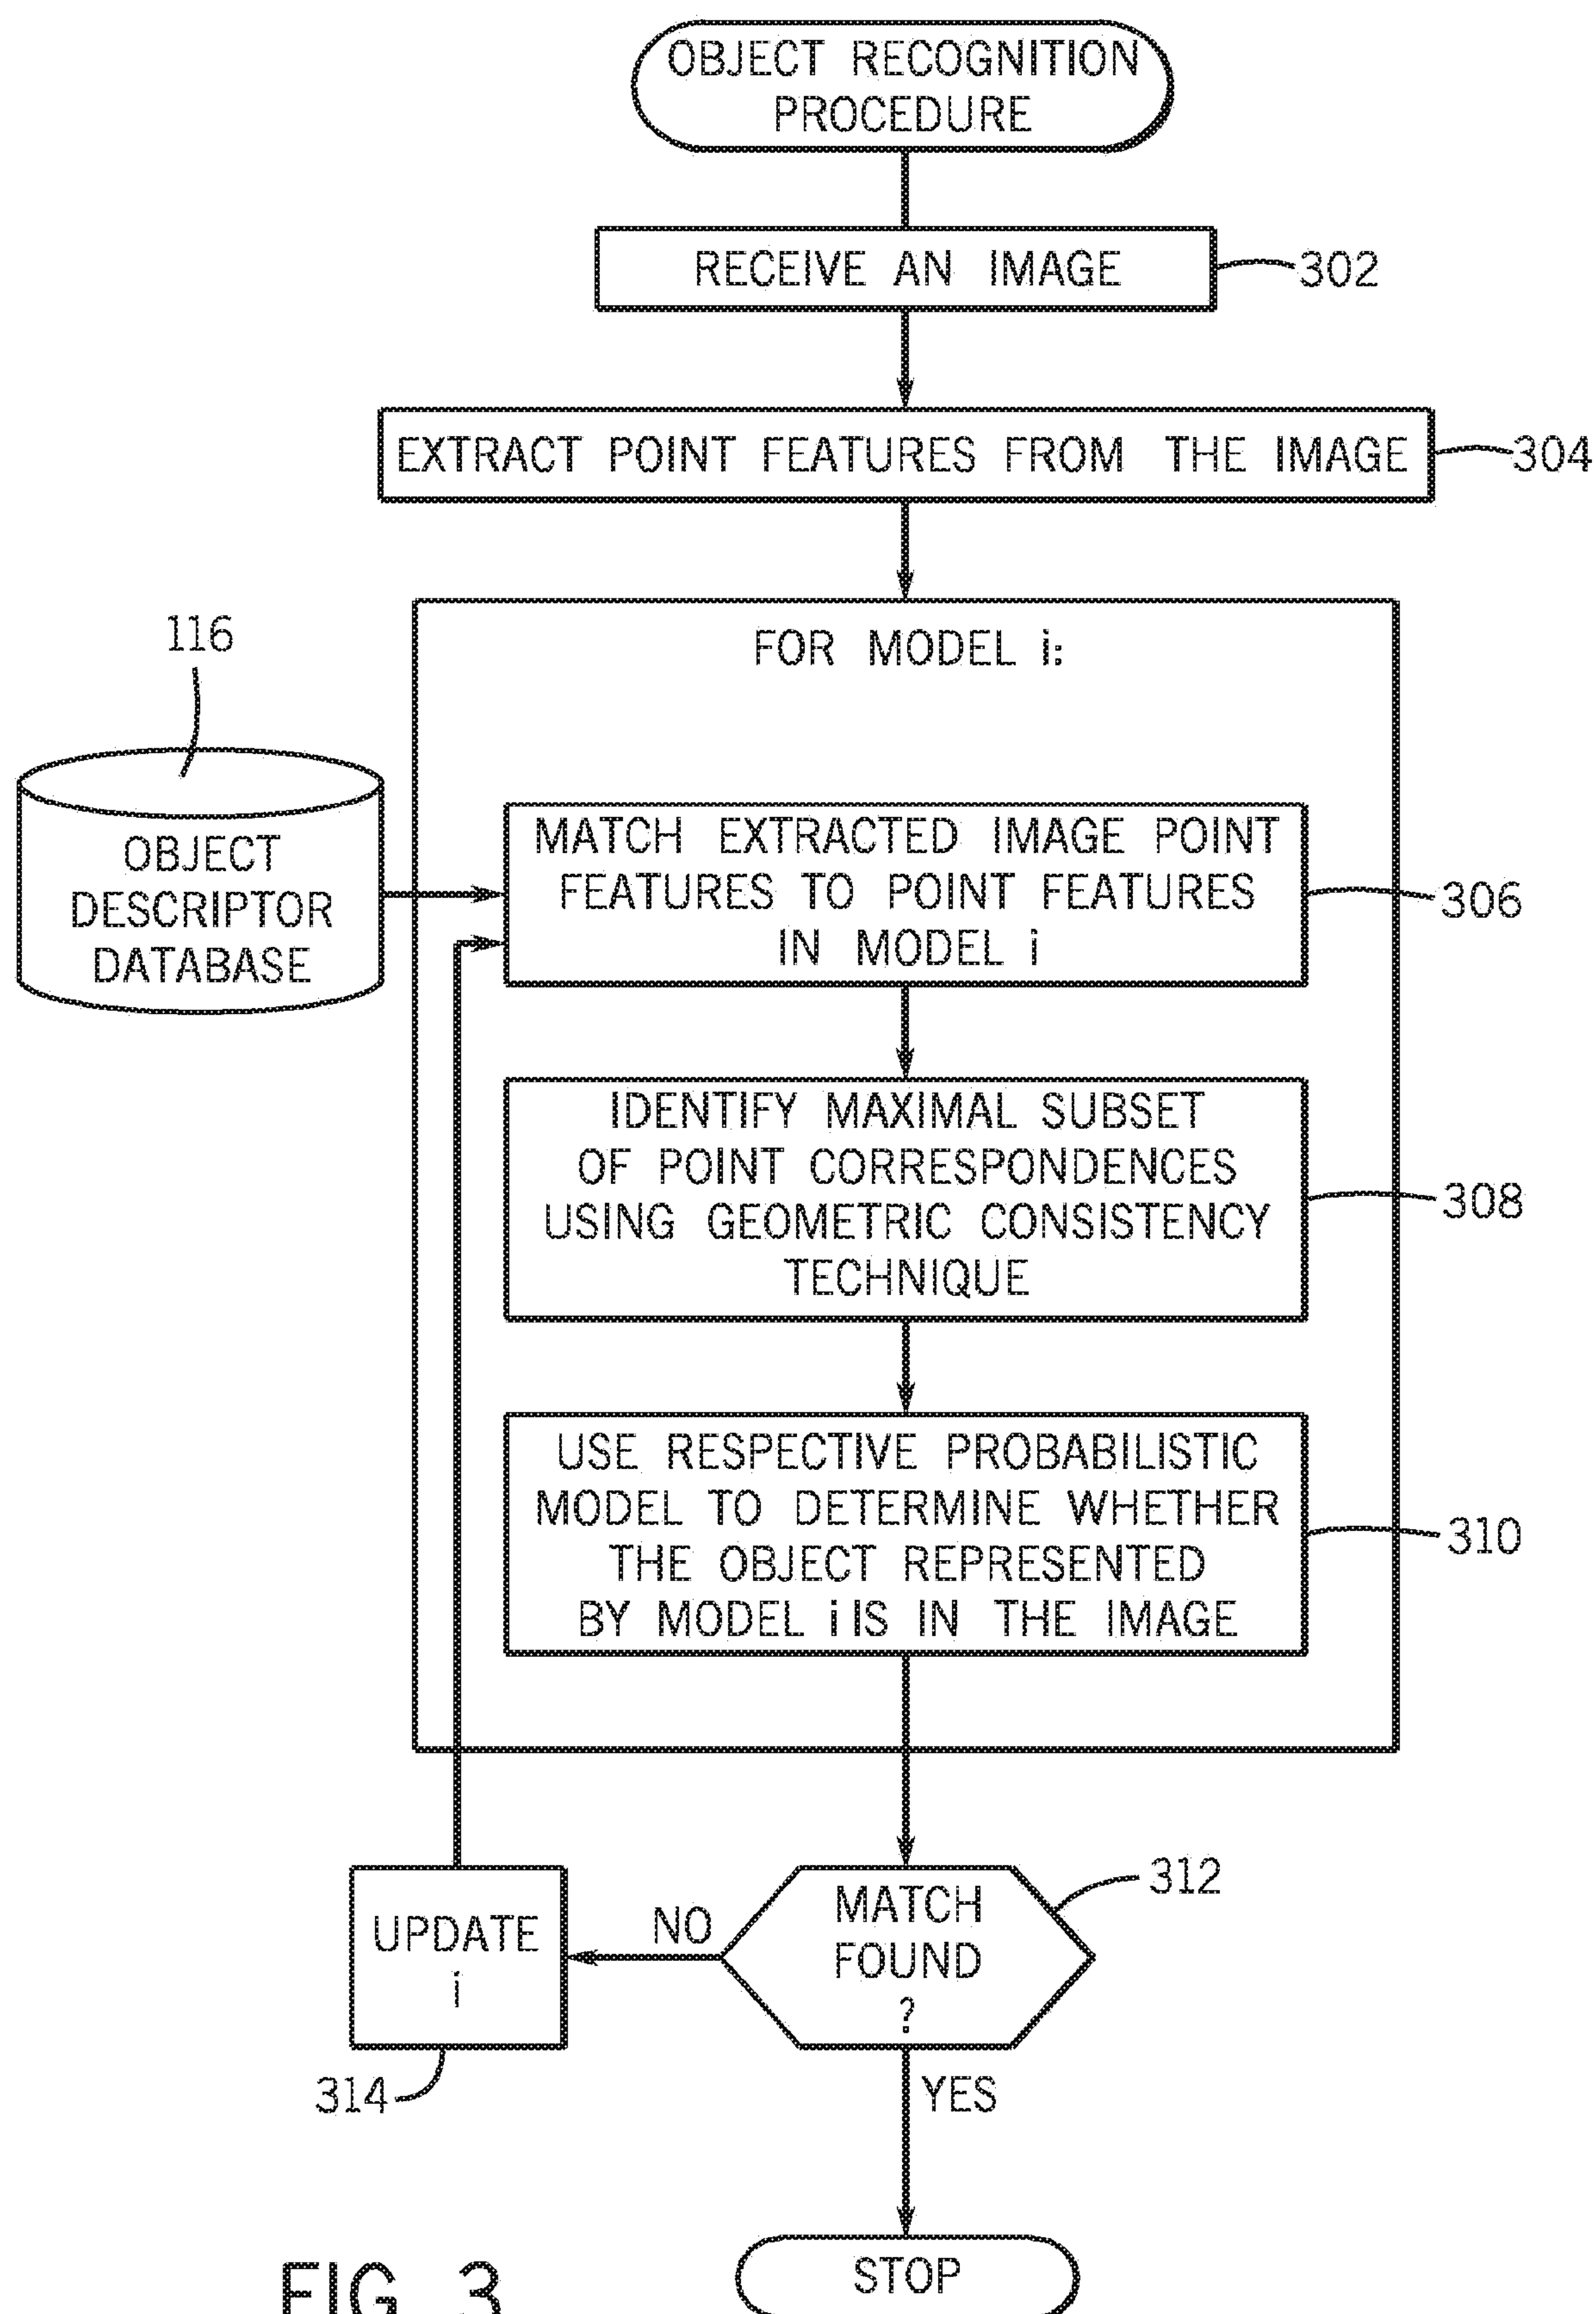 OBJECT RECOGNITION
PROCEDURE
RECEIVE AN IMAGE
302
EXTRACT POINT FEATURES FROM THE IMAGE
304
FOR MODEL i:
116
OBJECT
DESCRIPTOR
DATABASE
MATCH EXTRACTED IMAGE POINT
FEATURES TO POINT FEATURES
IN MODEL i
306
IDENTIFY MAXIMAL SUBSET
OF POINT CORRESPONDENCES
USING GEOMETRIC CONSISTENCY
TECHNIQUE
308
USE RESPECTIVE PROBABILISTIC
MODEL TO DETERMINE WHETHER
THE OBJECT REPRESENTED
BY MODEL i IS IN THE IMAGE
310
MATCH
FOUND
?
312
NO
UPDATE
i
314
YES
STOP
FIG. 3